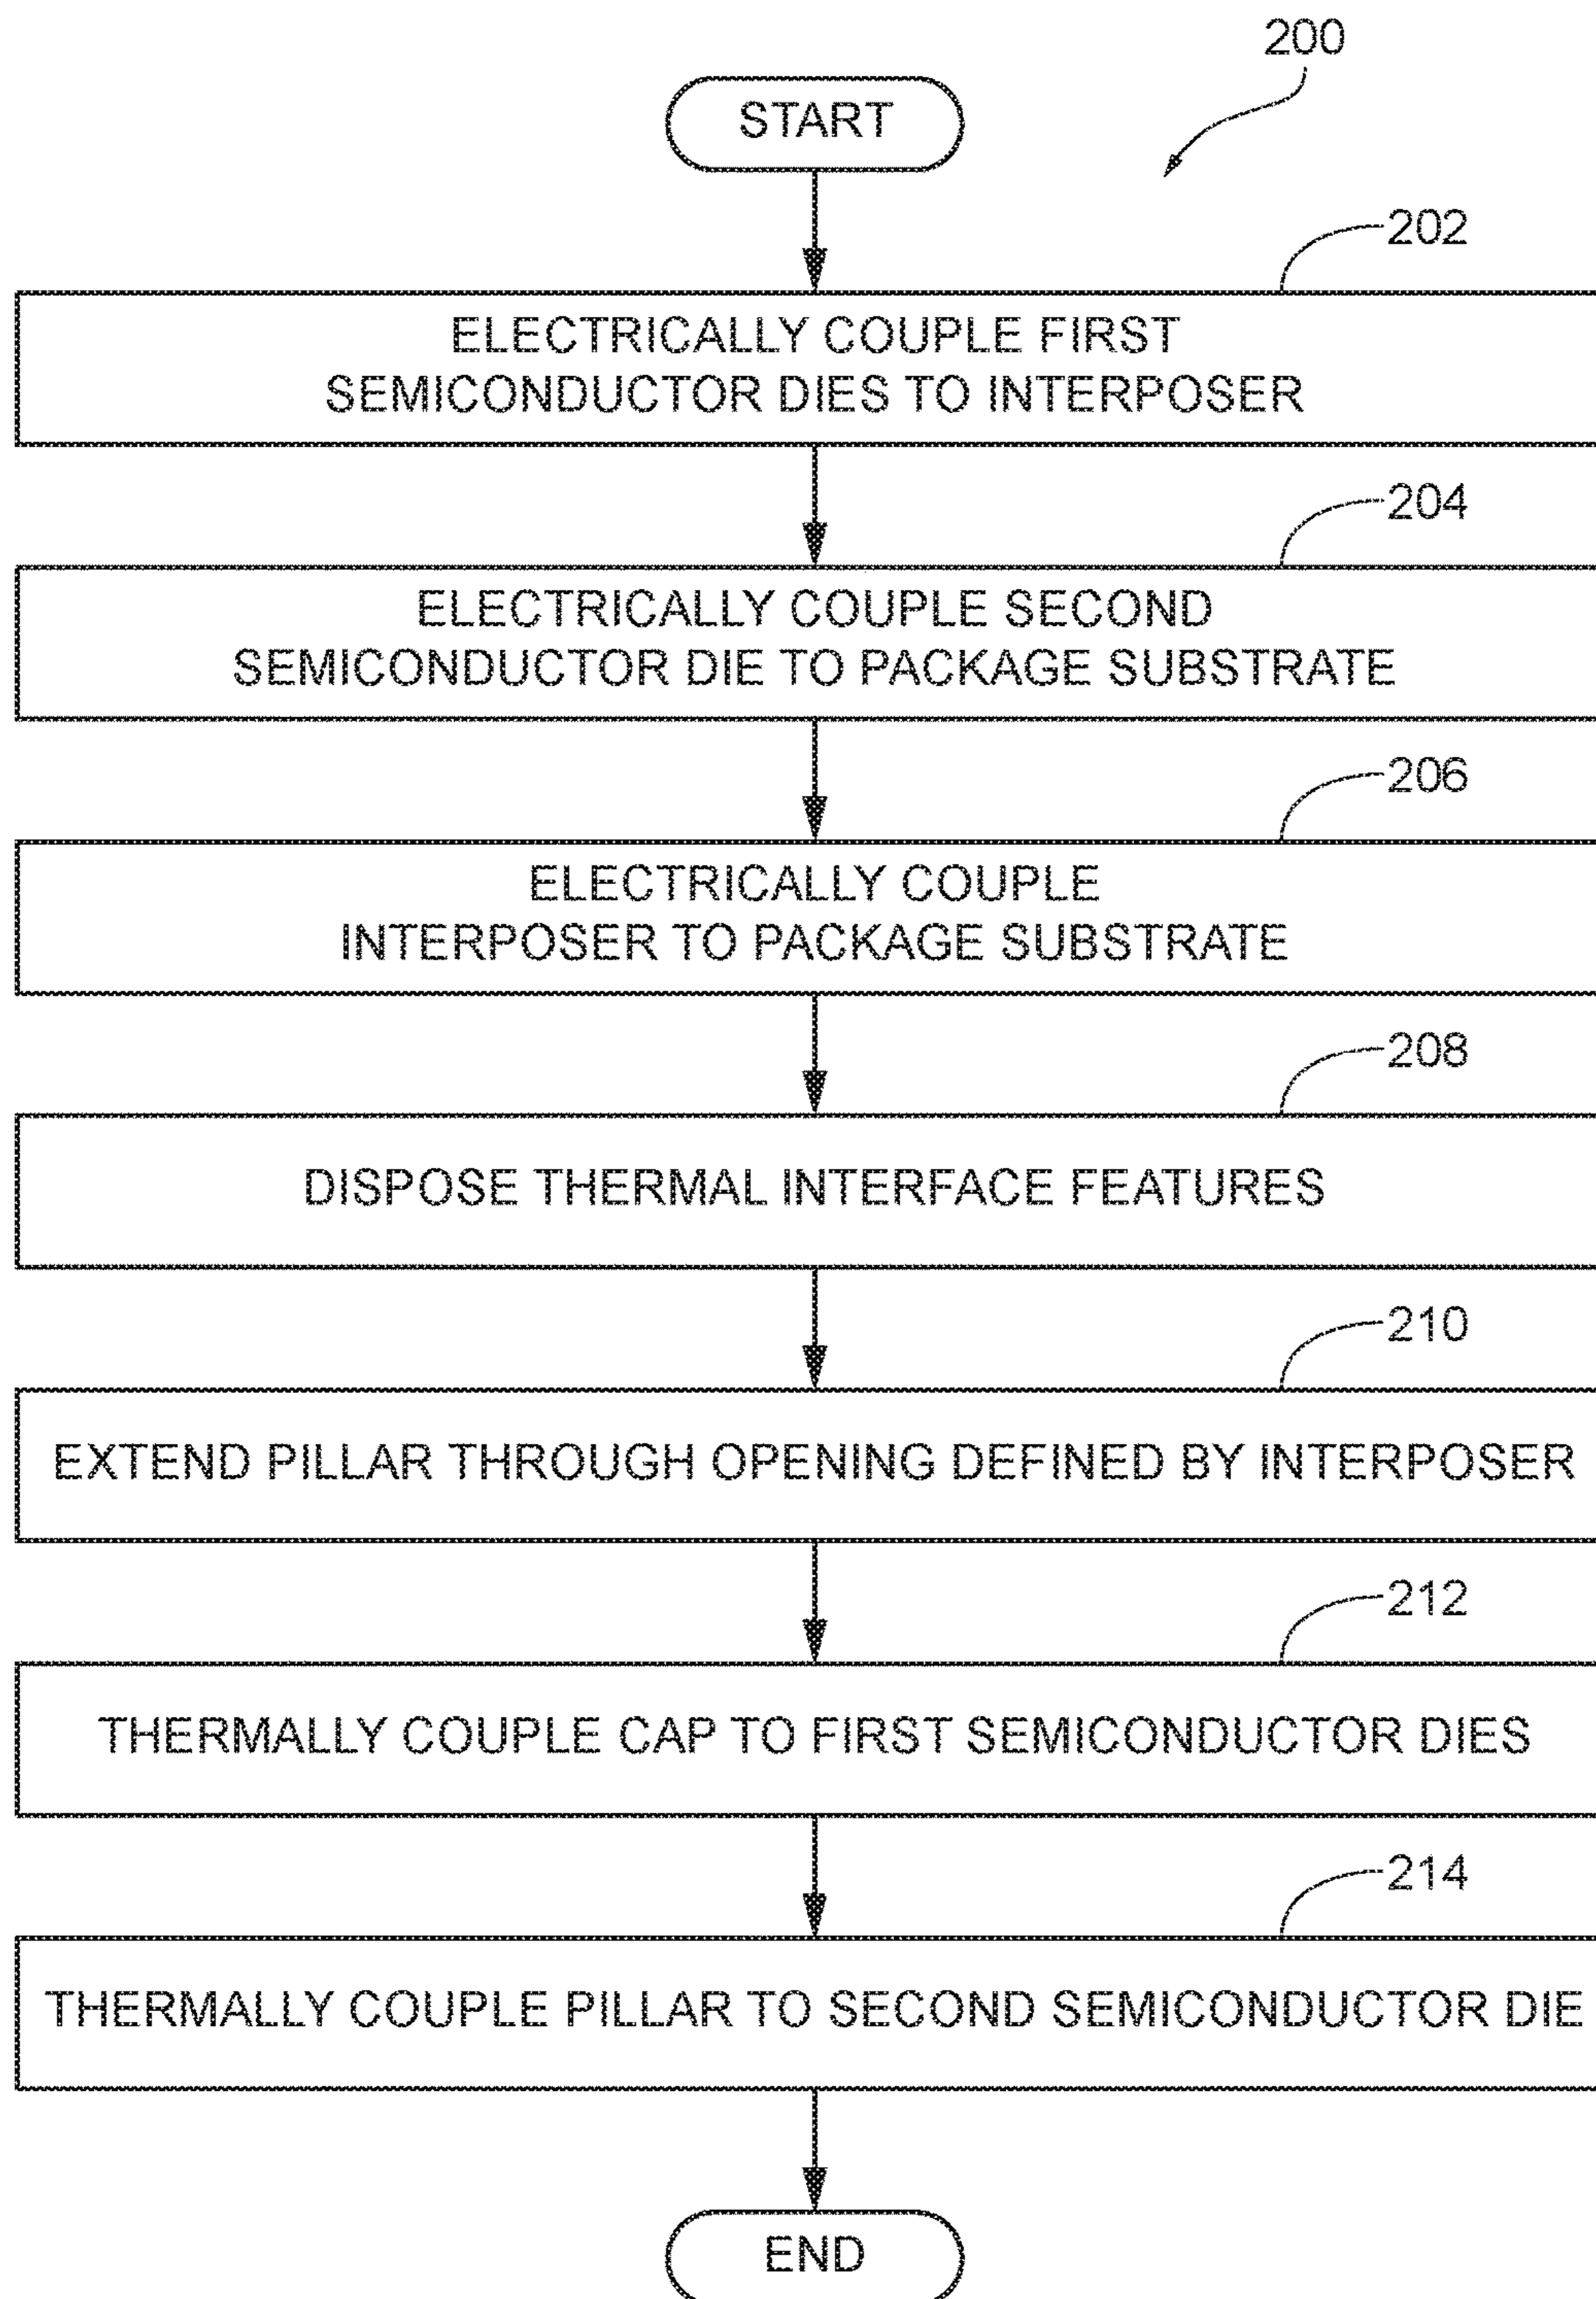 200
START
202
ELECTRICALLY COUPLE FIRST
SEMICONDUCTOR DIES TO INTERPOSER
204
ELECTRICALLY COUPLE SECOND
SEMICONDUCTOR DIE TO PACKAGE SUBSTRATE
206
ELECTRICALLY COUPLE
INTERPOSER TO PACKAGE SUBSTRATE
208
DISPOSE THERMAL INTERFACE FEATURES
210
EXTEND PILLAR THROUGH OPENING DEFINED BY INTERPOSER
212
THERMALLY COUPLE CAP TO FIRST SEMICONDUCTOR DIES
214
THERMALLY COUPLE PILLAR TO SECOND SEMICONDUCTOR DIE
END